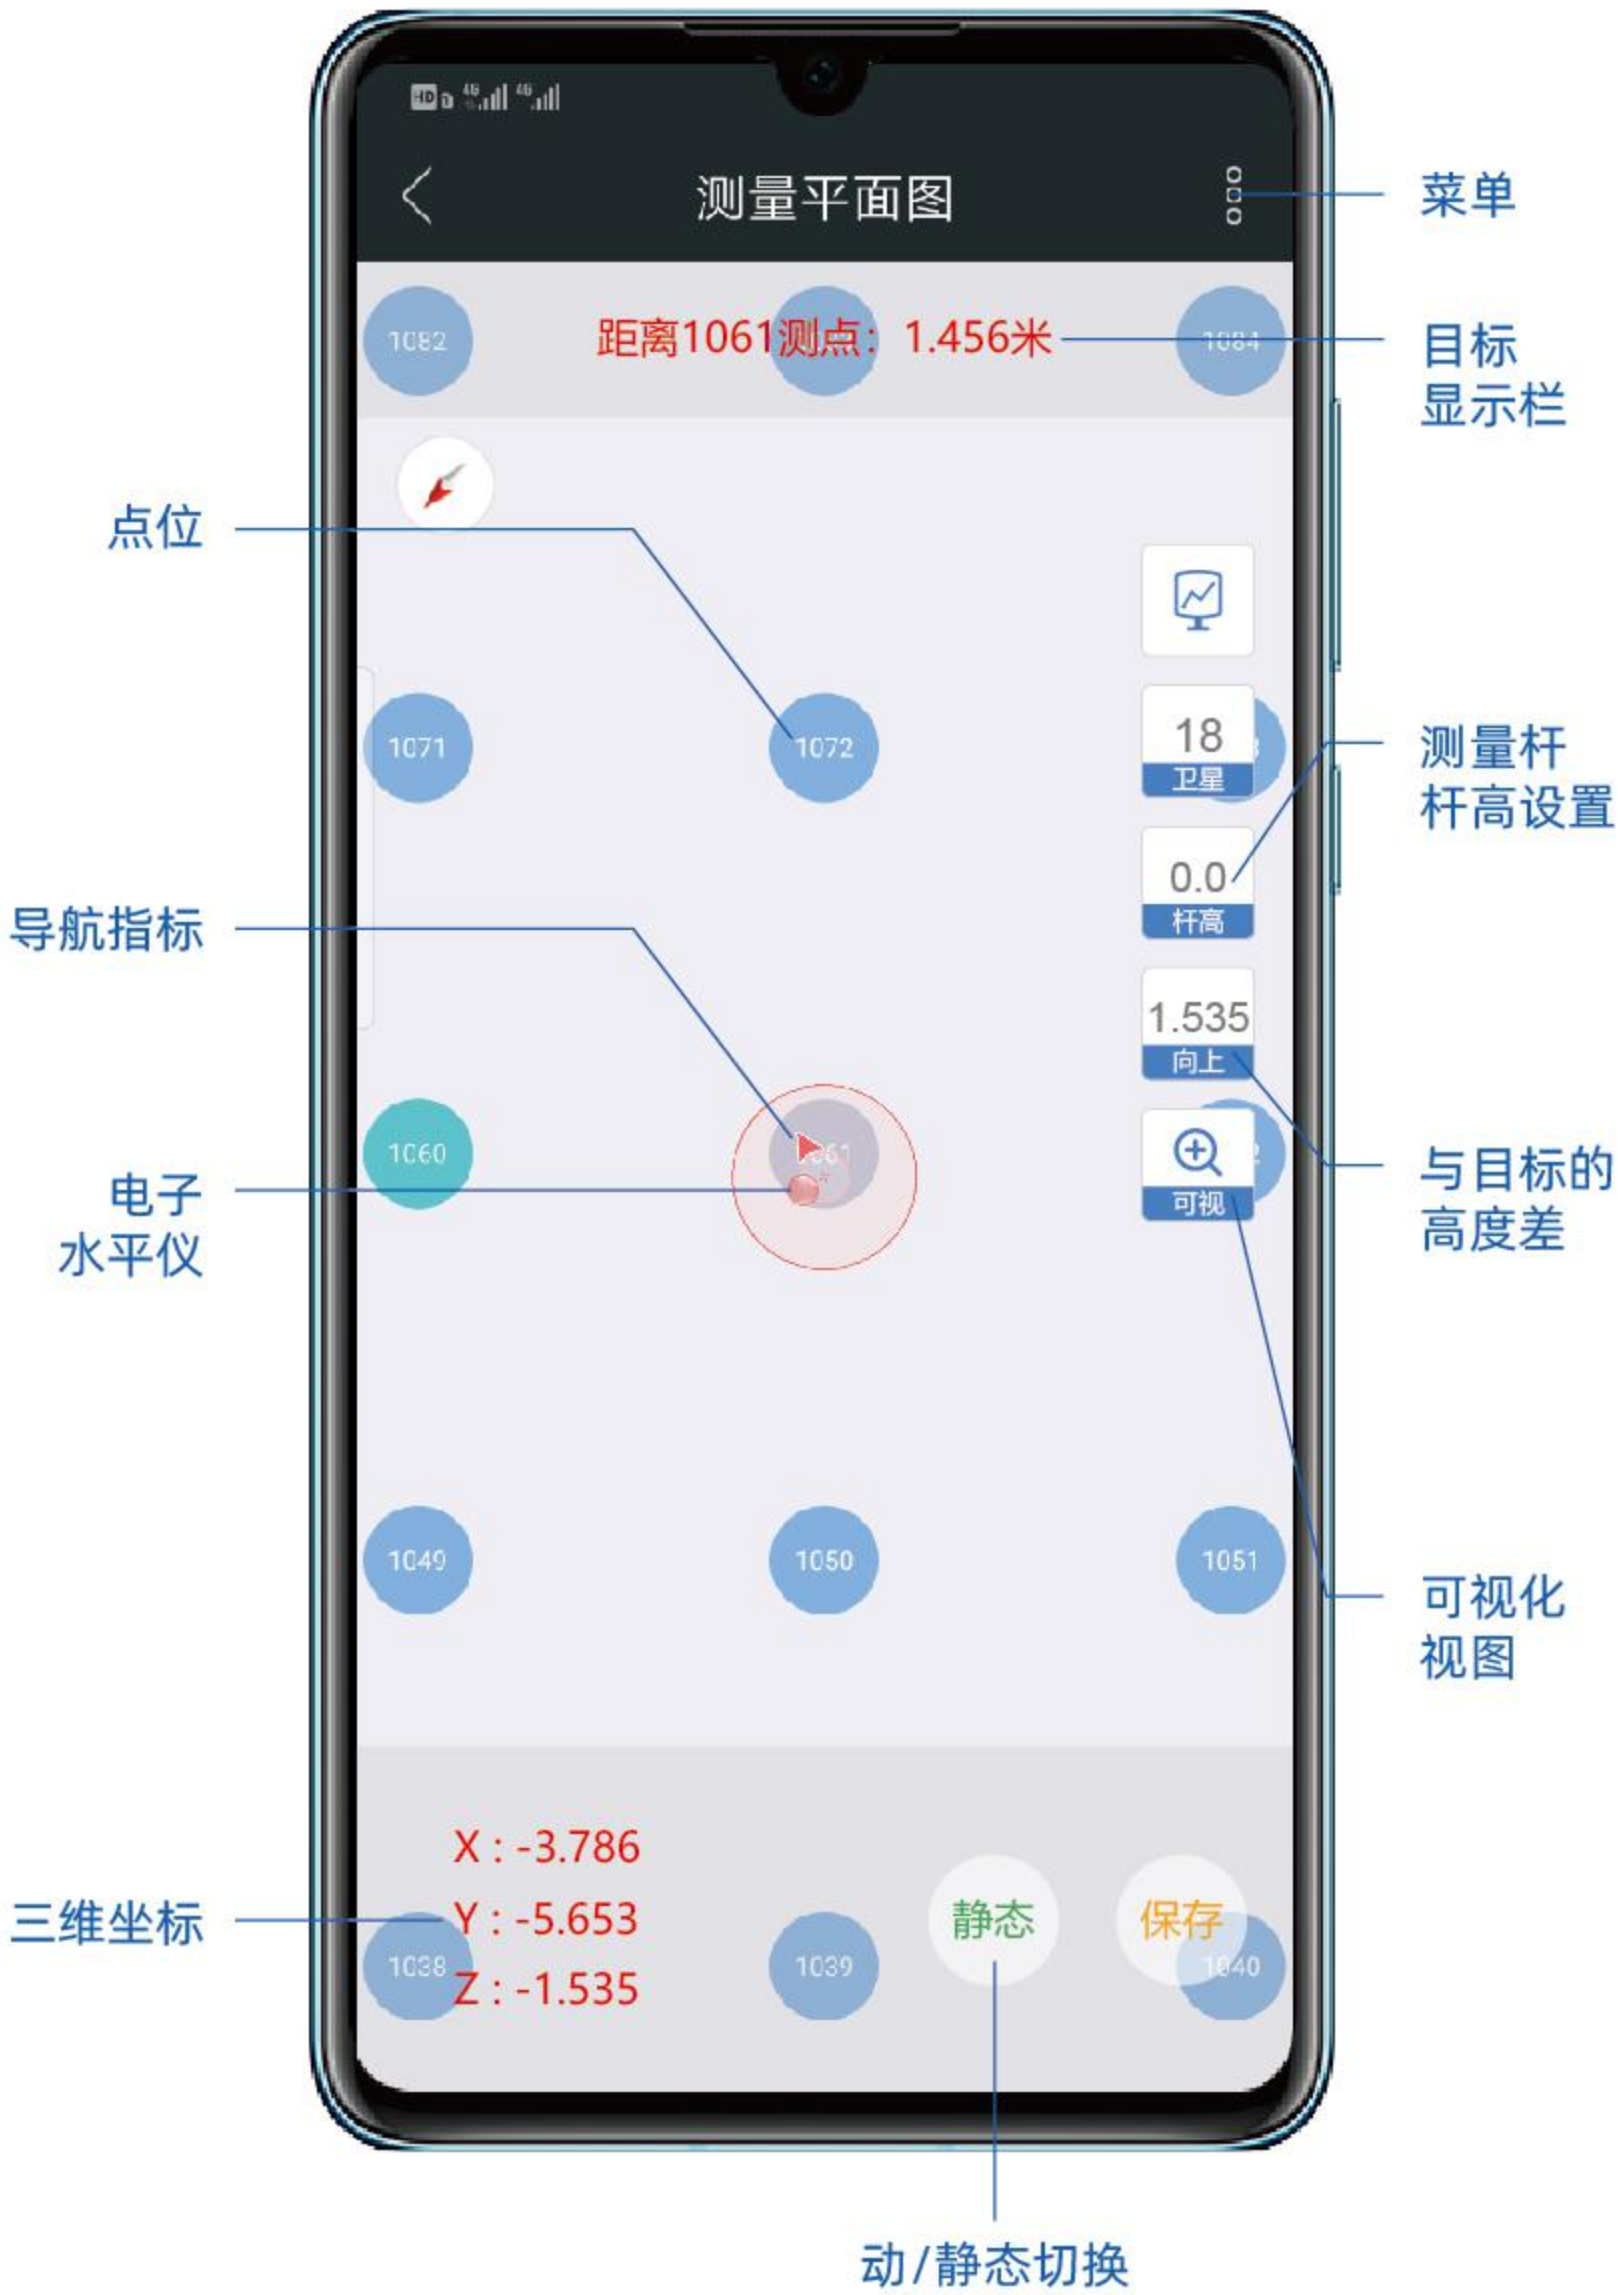 HD 4G 4G
测量平面图
菜单
1082
距离1061测点：1.456米
1084
目标
显示栏
点位
1071
1072
18
卫星
测量杆
杆高设置
0.0
杆高
导航指标
1.535
向上
1060
1061
可视
与目标的
高度差
电子
水平仪
1049
1050
1051
可视化
视图
X：-3.786
Y：-5.653
Z：-1.535
三维坐标
1038
1039
静态
保存
1040
动/静态切换